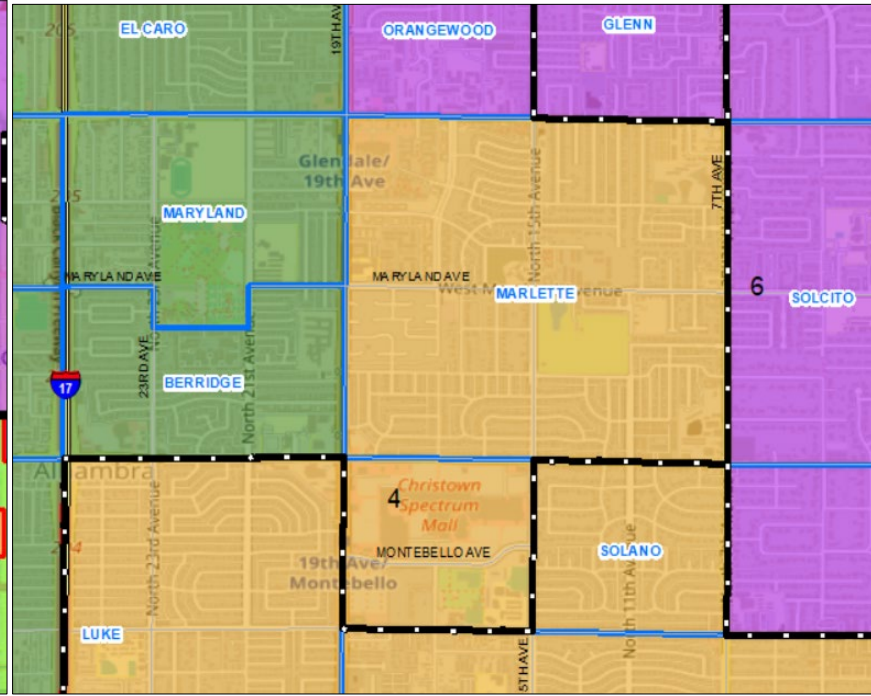 EL CARO
19TH AV
ORANGEWOOD
GLENN
Glendale/
19th Ave
North 15th Avenue
7TH AVE
MARYLAND
MARYLAND AVE
MARYLAND AVE
MARLETTE
6
SOLCITO
23RD AVE
North 21st Avenue
BERRIDGE
17
Alhambra
4
Christown
Spectrum
Mall
North 23rd Avenue
MONTEBELLO AVE
19th Ave/
Montebello
SOLANO
North 11th Avenue
LUKE
5TH AVE